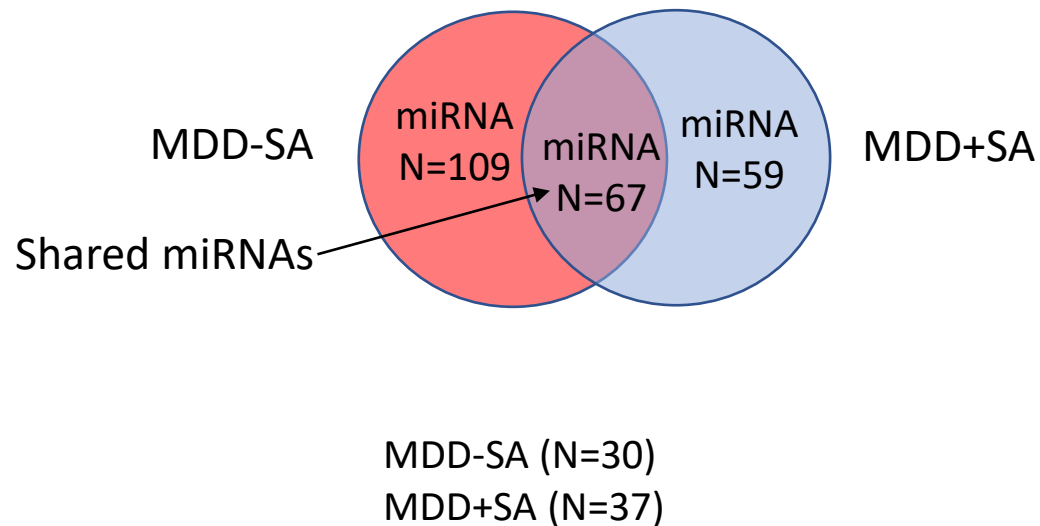 MDD-SA
miRNA
N=109
miRNA
N=67
miRNA
N=59
MDD+SA
Shared miRNAs
MDD-SA (N=30)
MDD+SA (N=37)